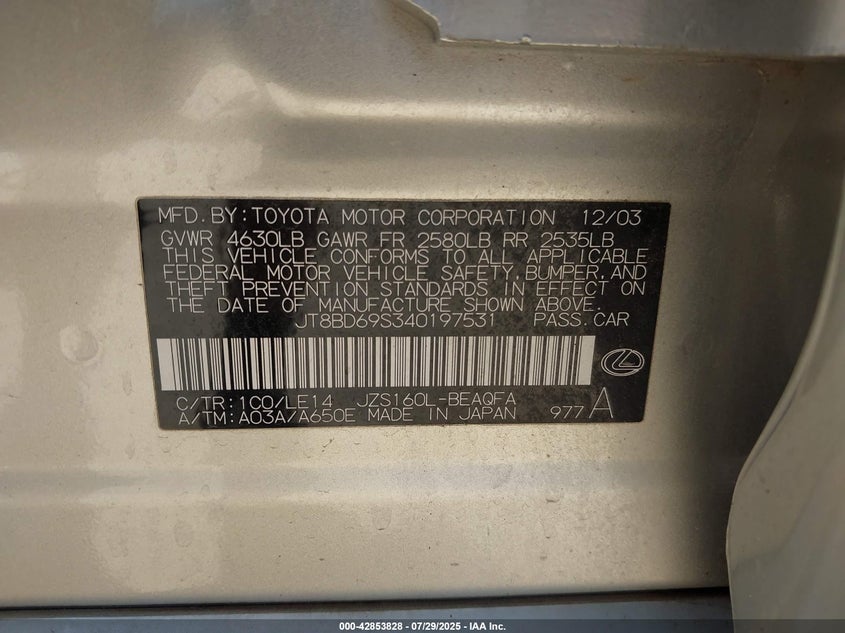 MFD. BY: TOYOTA MOTOR CORPORATION 12/03
GVWR 4630LB GAWR FR 2580LB RR 2535LB
THIS VEHICLE CONFORMS TO ALL APPLICABLE
FEDERAL MOTOR VEHICLE SAFETY, BUMPER, AND
THEFT PREVENTION STANDARDS IN EFFECT ON
THE DATE OF MANUFACTURE SHOWN ABOVE.
JT8BD69S340197531 PASS. CAR
C/TR: 1C0/LE14 JZS160L-BEAQFA
A/TM: A03A/A650E MADE IN JAPAN 977 A
000-42853828 - 07/29/2025 - IAA Inc.